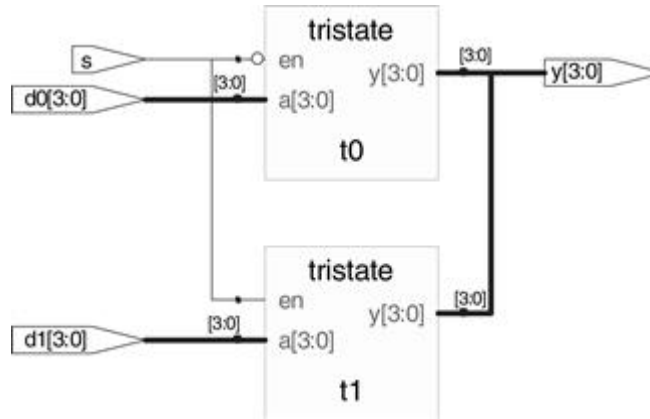 tristate
s
en
[3:0]
y[3:0]
y[3:0]
d0[3:0]
[3:0]
a[3:0]
t0
tristate
en
y[3:0]
[3:0]
d1[3:0]
[3:0]
a[3:0]
t1